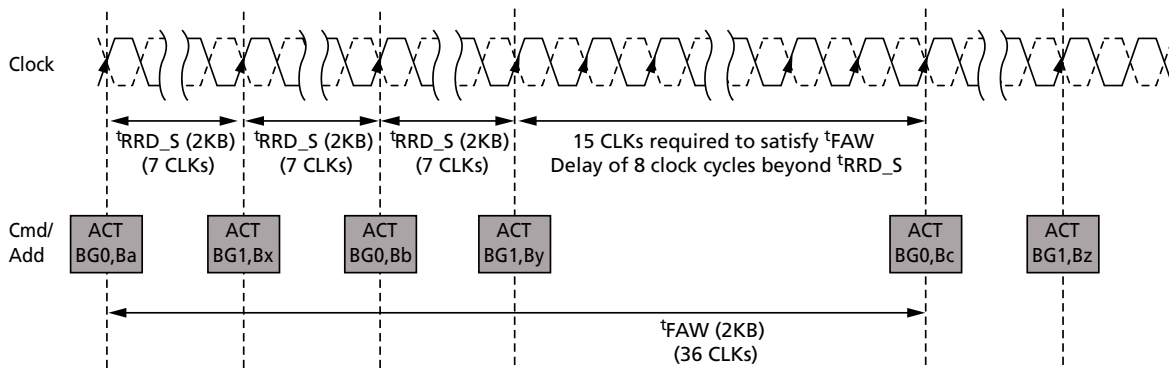 Clock
ᵗRRD_S (2KB)
(7 CLKs)
ᵗRRD_S (2KB)
(7 CLKs)
ᵗRRD_S (2KB)
(7 CLKs)
15 CLKs required to satisfy ᵗFAW
Delay of 8 clock cycles beyond ᵗRRD_S
Cmd/
Add
ACT
BG0,Ba
ACT
BG1,Bx
ACT
BG0,Bb
ACT
BG1,By
ACT
BG0,Bc
ACT
BG1,Bz
ᵗFAW (2KB)
(36 CLKs)